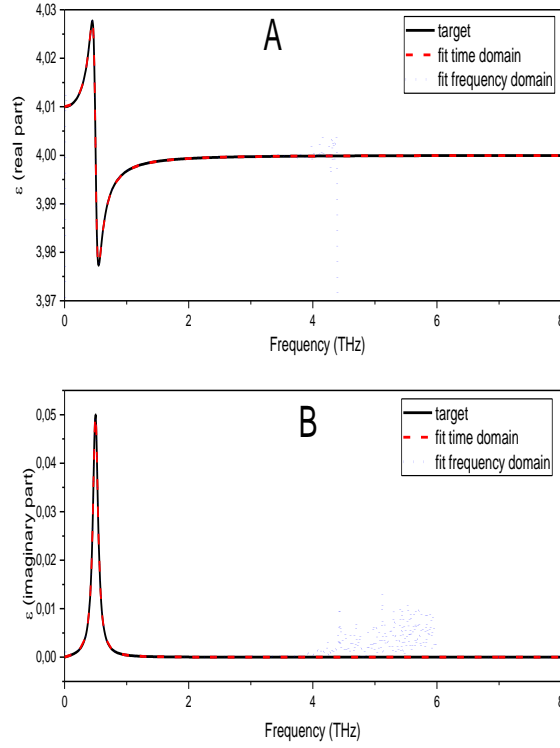 A
4,03
4,02
4,01
4,00
3,99
3,98
3,97
ε (real part)
target
fit time domain
fit frequency domain
0
2
4
6
8
Frequency (THz)
B
0,05
0,04
0,03
0,02
0,01
0,00
ε (imaginary part)
target
fit time domain
fit frequency domain
0
2
4
6
8
Frequency (THz)